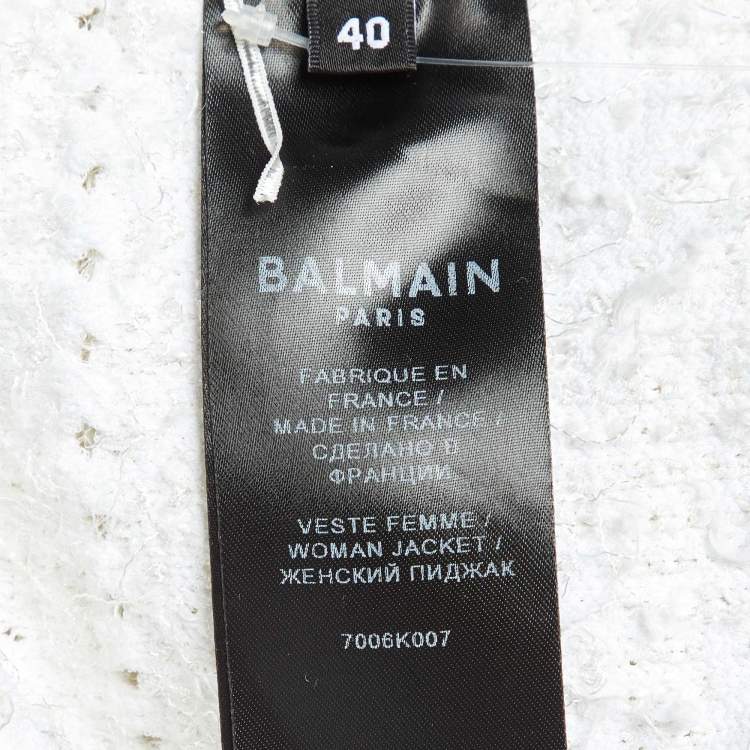 40
BALMAIN
PARIS
FABRIQUE EN
FRANCE /
MADE IN FRANCE /
СДЕЛАНО В
ФРАНЦИИ
VESTE FEMME /
WOMAN JACKET /
ЖЕНСКИЙ ПИДЖАК
7006K007